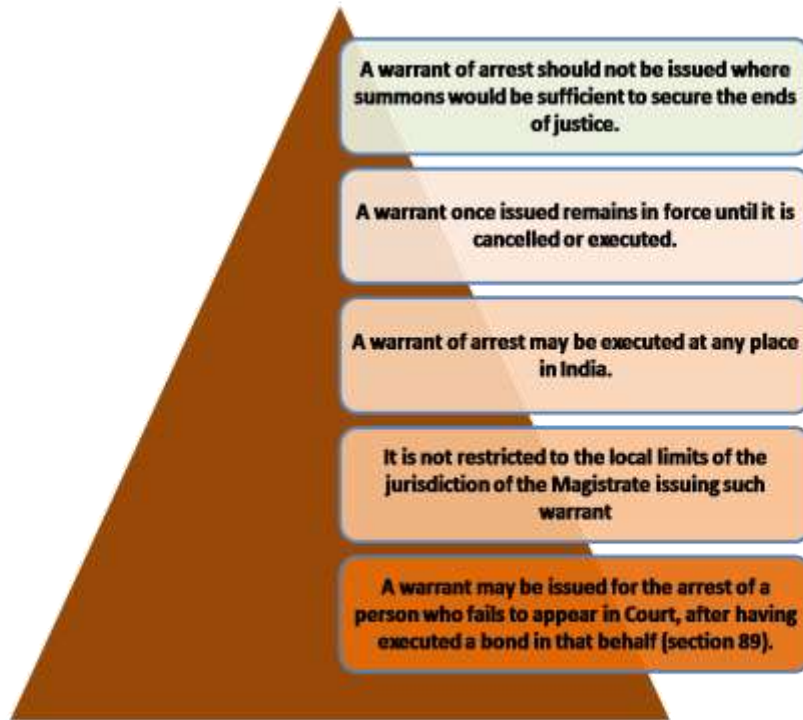 A warrant of arrest should not be issued where
summons would be sufficient to secure the ends
of justice.
A warrant once issued remains in force until it is
cancelled or executed.
A warrant of arrest may be executed at any place
in India.
It is not restricted to the local limits of the
jurisdiction of the Magistrate issuing such
warrant
A warrant may be issued for the arrest of a
person who fails to appear in Court, after having
executed a bond in that behalf (section 89).